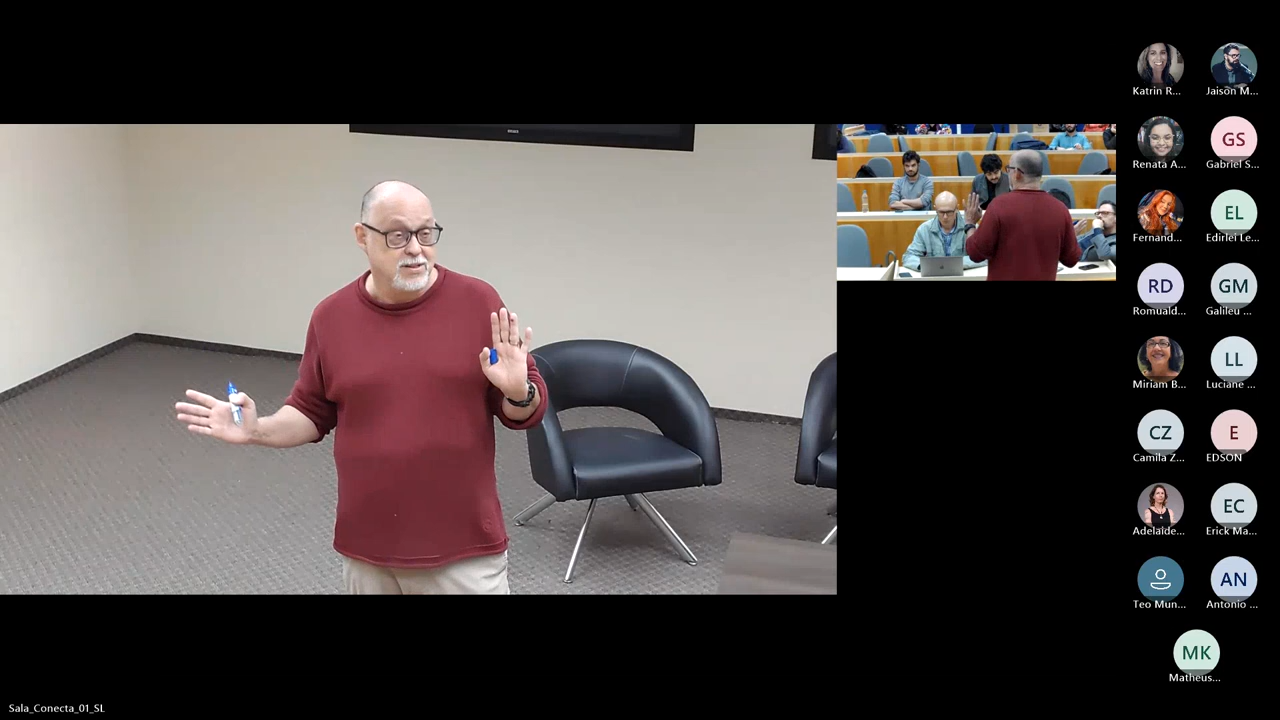 Katrin R...
Jaison M...
Renata A...
GS
Gabriel S...
Fernand...
EL
Edirlei Le...
RD
Romuald...
GM
Galileu ...
Miriam B...
LL
Luciane ...
CZ
Camila Z...
E
EDSON
Adelaide...
EC
Erick Ma...
Teo Mun...
AN
Antonio ...
MK
Matheus...
Sala_Conecta_01_SL